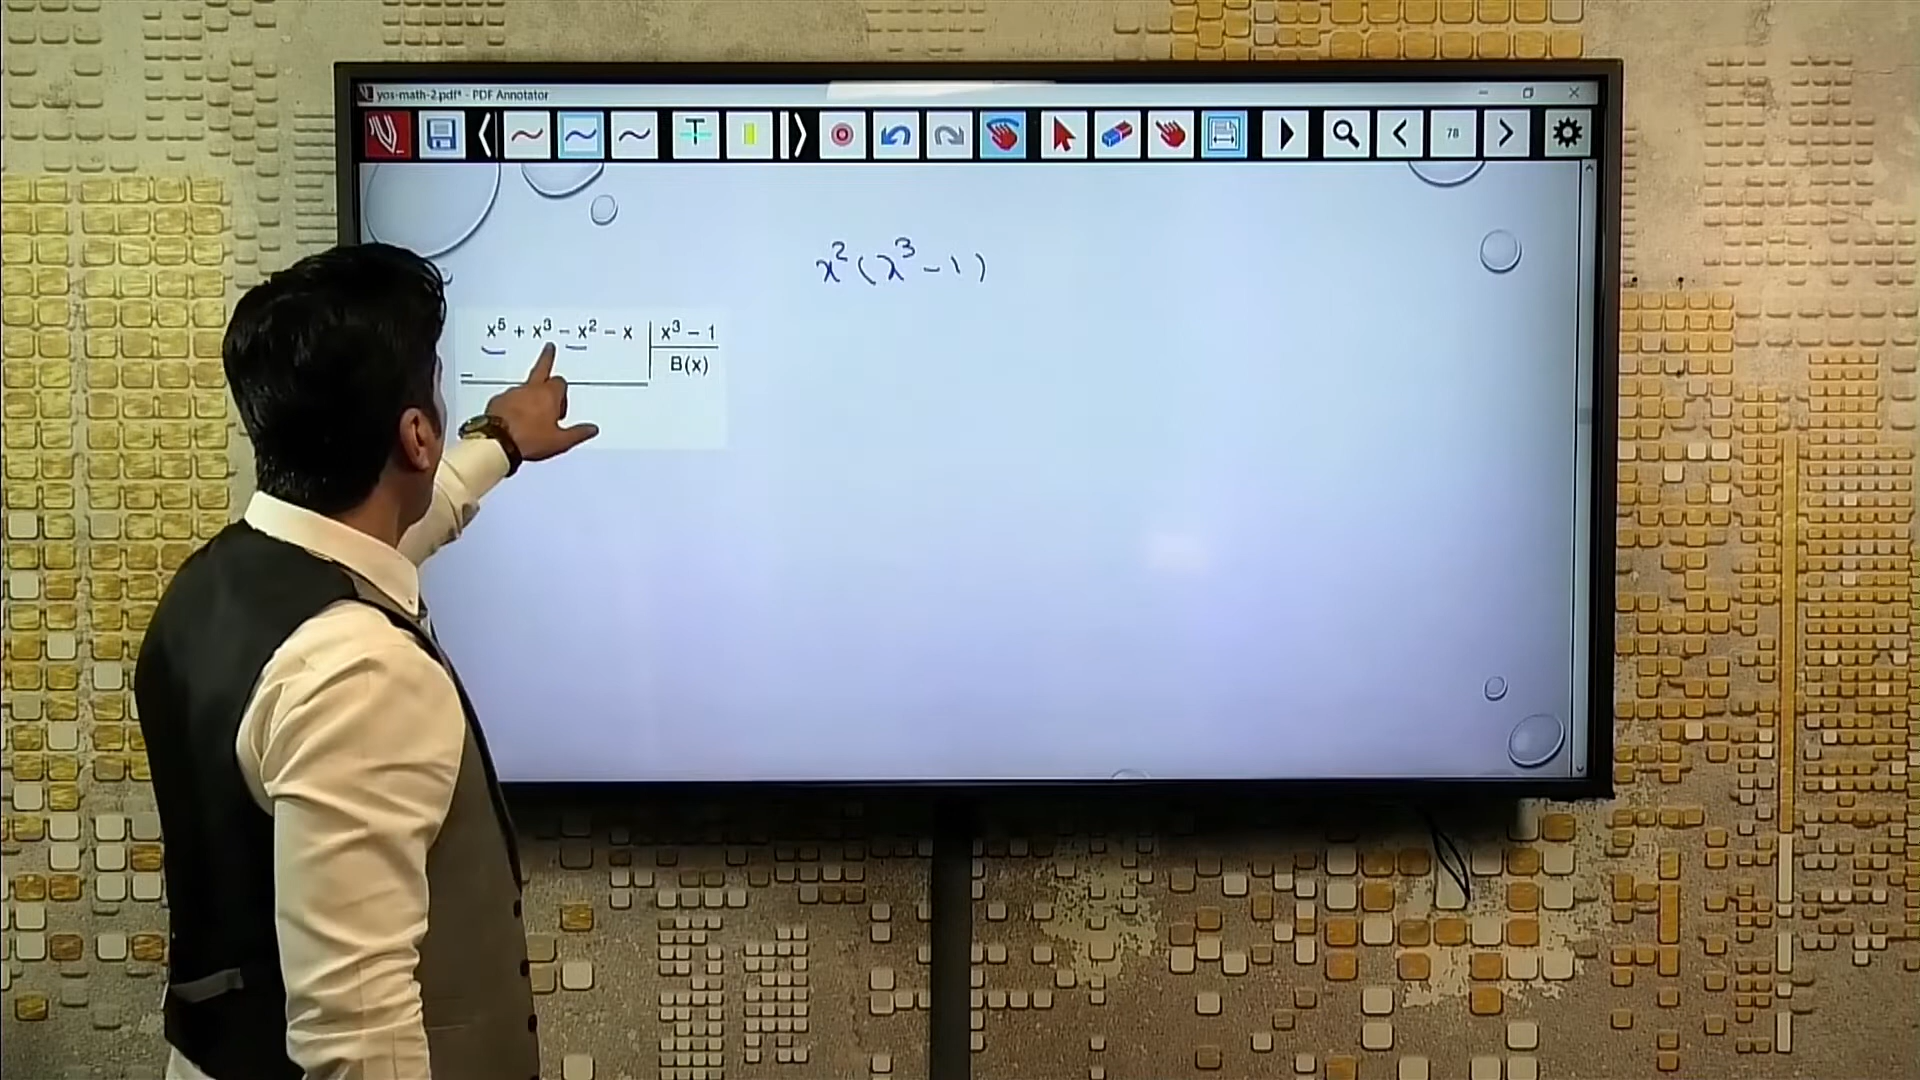 yos-math-2.pdf* - PDF Annotator
T
78
x²(x³-1)
x⁵ + x³ - x² - x | x³ - 1
B(x)